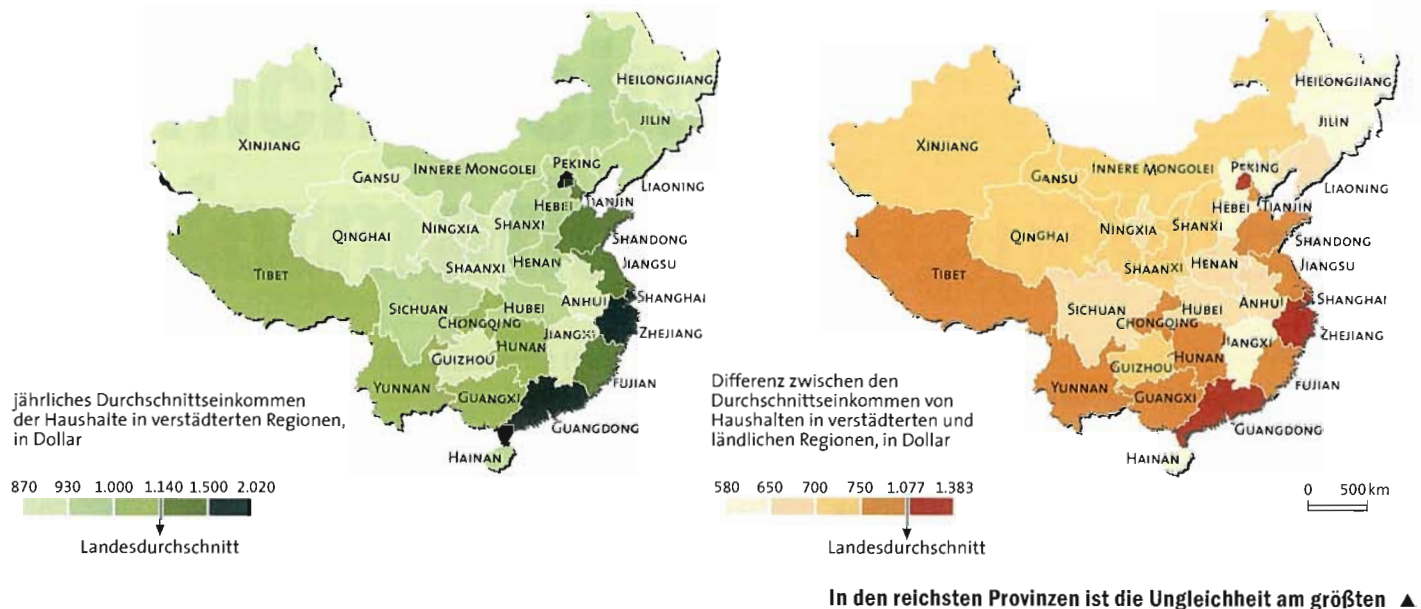 HEILONGJIANG
JILIN
XINJIANG
INNERE MONGOLEI
PEKING
GANSU
LIAONING
HEBEI
TIANJIN
NINGXIA
SHANXI
QINGHAI
SHANDONG
SHAANXI
HENAN
JIANGSU
TIBET
SICHUAN
HUBEI
ANHUI
SHANGHAI
CHONGQING
JIANGXI
ZHEJIANG
HUNAN
GUIZHOU
YUNNAN
GUANGXI
FUJIAN
GUANGDONG
HAINAN
jährliches Durchschnittseinkommen
der Haushalte in verstädterten Regionen,
in Dollar
870 930 1.000 1.140 1.500 2.020
Landesdurchschnitt
HEILONGJIANG
JILIN
XINJIANG
INNERE MONGOLEI
PEKING
GANSU
LIAONING
HEBEI
TIANJIN
NINGXIA
SHANXI
QINGHAI
SHANDONG
SHAANXI
HENAN
JIANGSU
TIBET
SICHUAN
HUBEI
ANHUI
SHANGHAI
CHONGQING
JIANGXI
ZHEJIANG
HUNAN
GUIZHOU
YUNNAN
GUANGXI
FUJIAN
GUANGDONG
HAINAN
Differenz zwischen den
Durchschnittseinkommen von
Haushalten in verstädterten und
ländlichen Regionen, in Dollar
580 650 700 750 1.077 1.383
Landesdurchschnitt
0 500 km
In den reichsten Provinzen ist die Ungleichheit am größten ▲